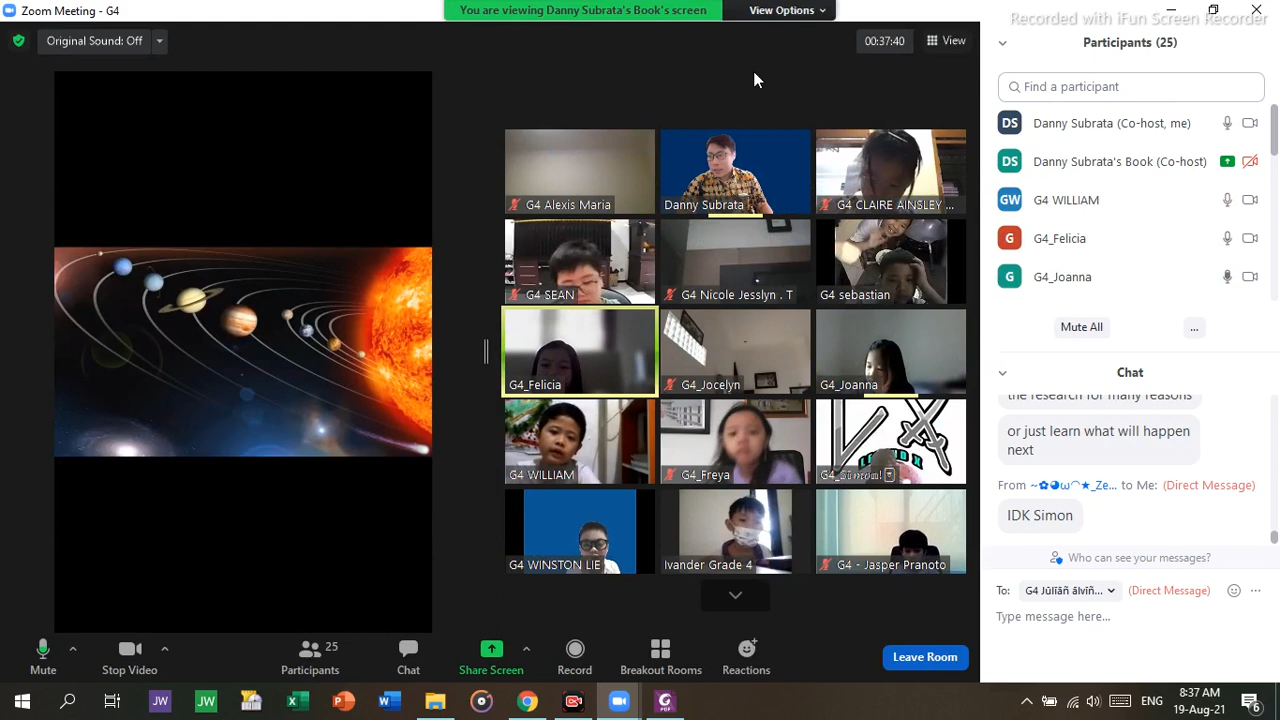 Zoom Meeting - G4
You are viewing Danny Subrata's Book's screen
View Options
Recorded with iFun Screen Recorder
Original Sound: Off
00:37:40
View
Participants (25)
Find a participant
DS Danny Subrata (Co-host, me)
DS Danny Subrata's Book (Co-host)
GW G4 WILLIAM
G G4_Felicia
G G4_Joanna
Mute All
...
G4 Alexis Maria
Danny Subrata
G4 CLAIRE AINSLEY ...
G4 SEAN
G4 Nicole Jesslyn . T
G4 sebastian
G4_Felicia
G4_Jocelyn
G4_Joanna
G4 WILLIAM
G4_Freya
G4 WINSTON LIE
Ivander Grade 4
G4 - Jasper Pranoto
Chat
the research for many reasons
or just learn what will happen
next
to Me: (Direct Message)
IDK Simon
Who can see your messages?
To:
(Direct Message)
Type message here...
Mute
Stop Video
Participants
25
Chat
Share Screen
Record
Breakout Rooms
Reactions
Leave Room
JW
JW
ENG
8:37 AM
19-Aug-21
6